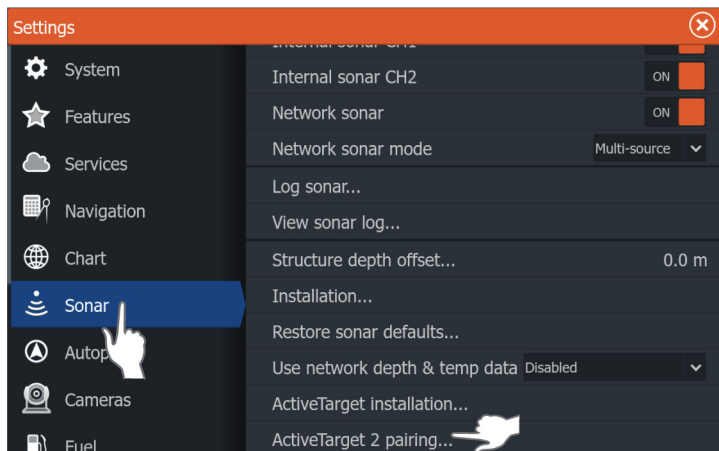 Settings
System
Features
Services
Navigation
Chart
Sonar
Cameras
Fuel
Internal sonar CH2 ON
Network sonar ON
Network sonar mode Multi-source
Log sonar...
View sonar log...
Structure depth offset... 0.0 m
Installation...
Restore sonar defaults...
Use network depth & temp data Disabled
ActiveTarget installation...
ActiveTarget 2 pairing...